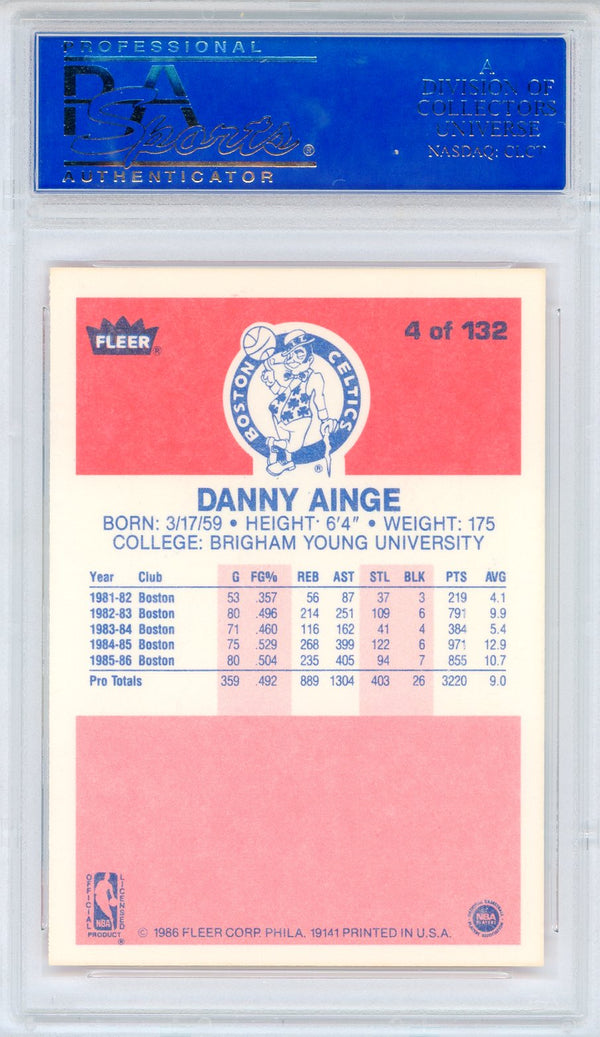 PROFESSIONAL
PSA
Sports®
AUTHENTICATOR
A
DIVISION OF
COLLECTORS
UNIVERSE
NASDAQ: CLCT
FLEER®
4 of 132
BOSTON CELTICS
®
DANNY AINGE
BORN: 3/17/59 • HEIGHT: 6'4" • WEIGHT: 175
COLLEGE: BRIGHAM YOUNG UNIVERSITY
Year Club G FG% REB AST STL BLK PTS AVG
1981-82 Boston 53 .357 56 87 37 3 219 4.1
1982-83 Boston 80 .496 214 251 109 6 791 9.9
1983-84 Boston 71 .460 116 162 41 4 384 5.4
1984-85 Boston 75 .529 268 399 122 6 971 12.9
1985-86 Boston 80 .504 235 405 94 7 855 10.7
Pro Totals 359 .492 889 1304 403 26 3220 9.0
OFFICIAL LICENSED
NBA
PRODUCT ®
© 1986 FLEER CORP. PHILA. 19141 PRINTED IN U.S.A.
NBA
PLAYERS